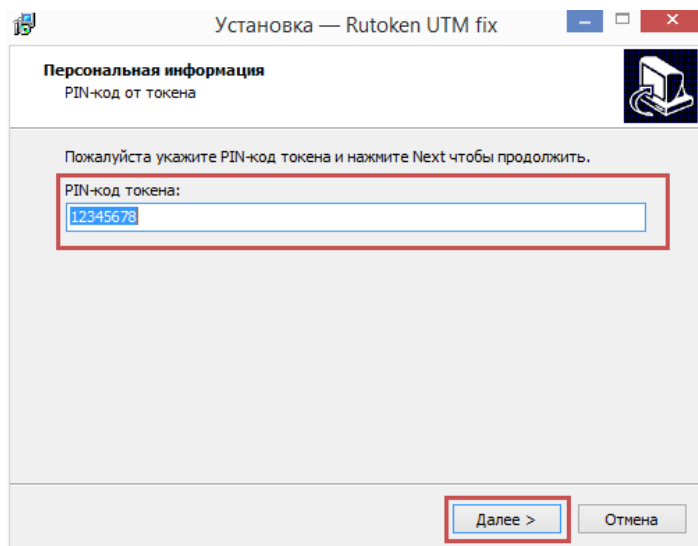 Установка — Rutoken UTM fix
Персональная информация
PIN-код от токена
Пожалуйста укажите PIN-код токена и нажмите Next чтобы продолжить.
PIN-код токена:
12345678
Далее >
Отмена